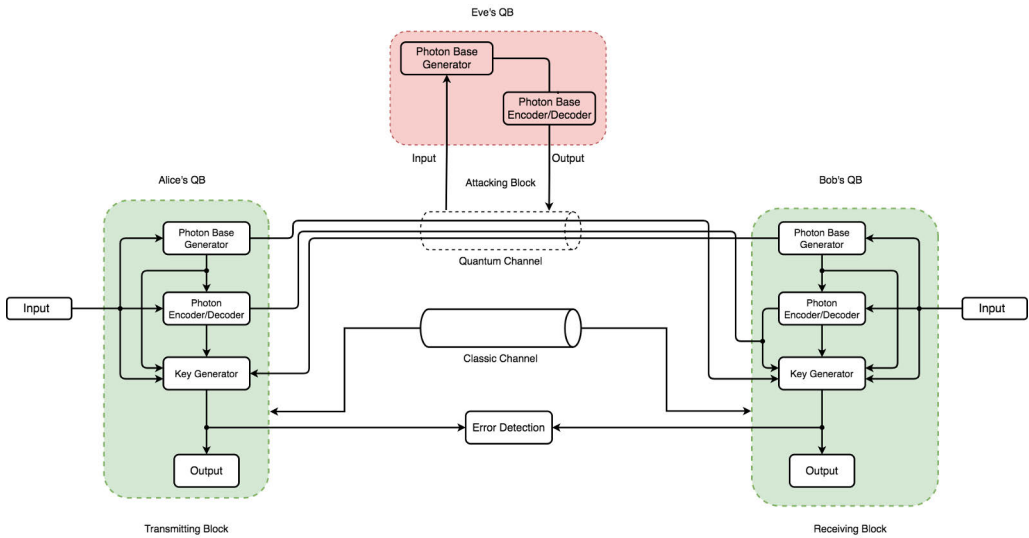 Eve's QB
Photon Base
Generator
Photon Base
Encoder/Decoder
Input
Output
Attacking Block
Alice's QB
Bob's QB
Photon Base
Generator
Photon Base
Generator
Quantum Channel
Input
Photon
Encoder/Decoder
Photon
Encoder/Decoder
Input
Classic Channel
Key Generator
Key Generator
Error Detection
Output
Output
Transmitting Block
Receiving Block